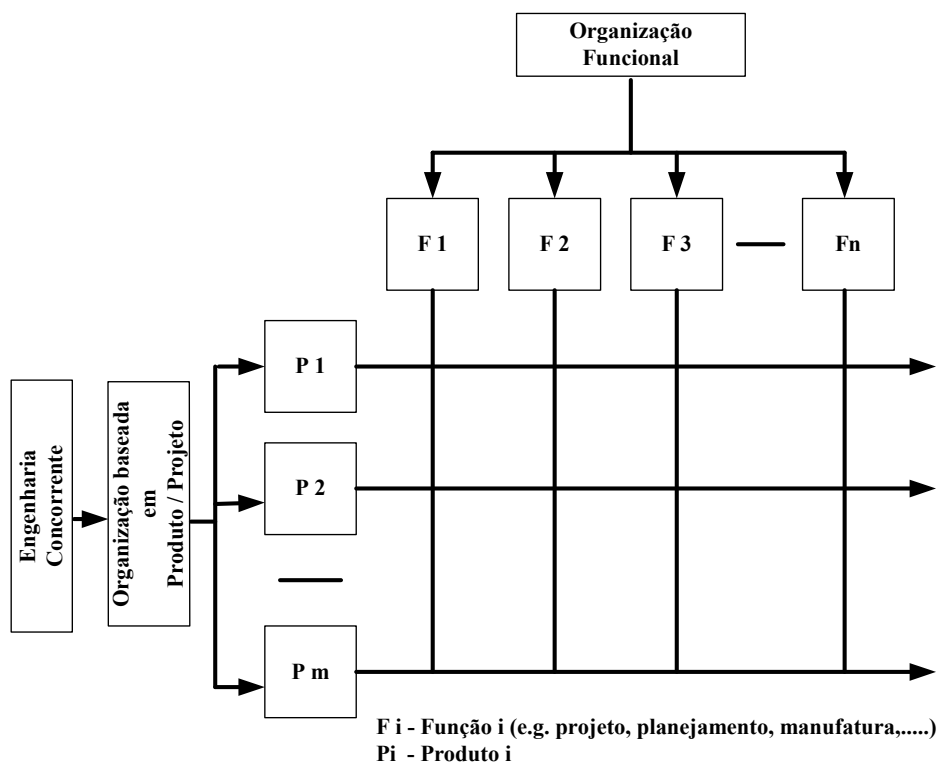 Organização
Funcional
F 1
F 2
F 3
Fn
P 1
P 2
P m
Engenharia
Concorrente
Organização baseada
em
Produto / Projeto
F i - Função i (e.g. projeto, planejamento, manufatura,.....)
Pi - Produto i